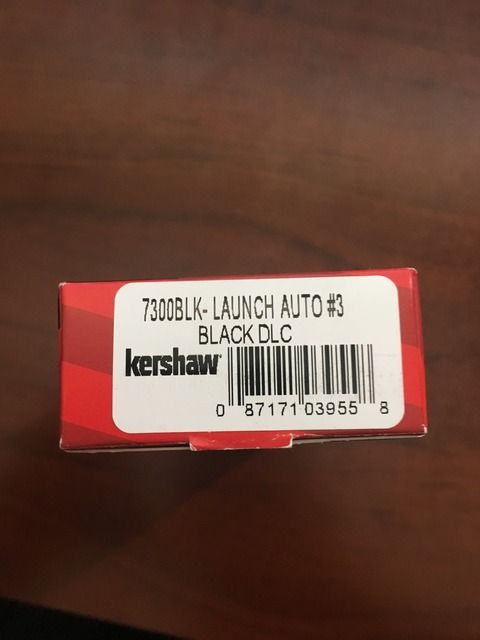 7300BLK- LAUNCH AUTO #3
BLACK DLC
kershaw
0 87171 03955 8